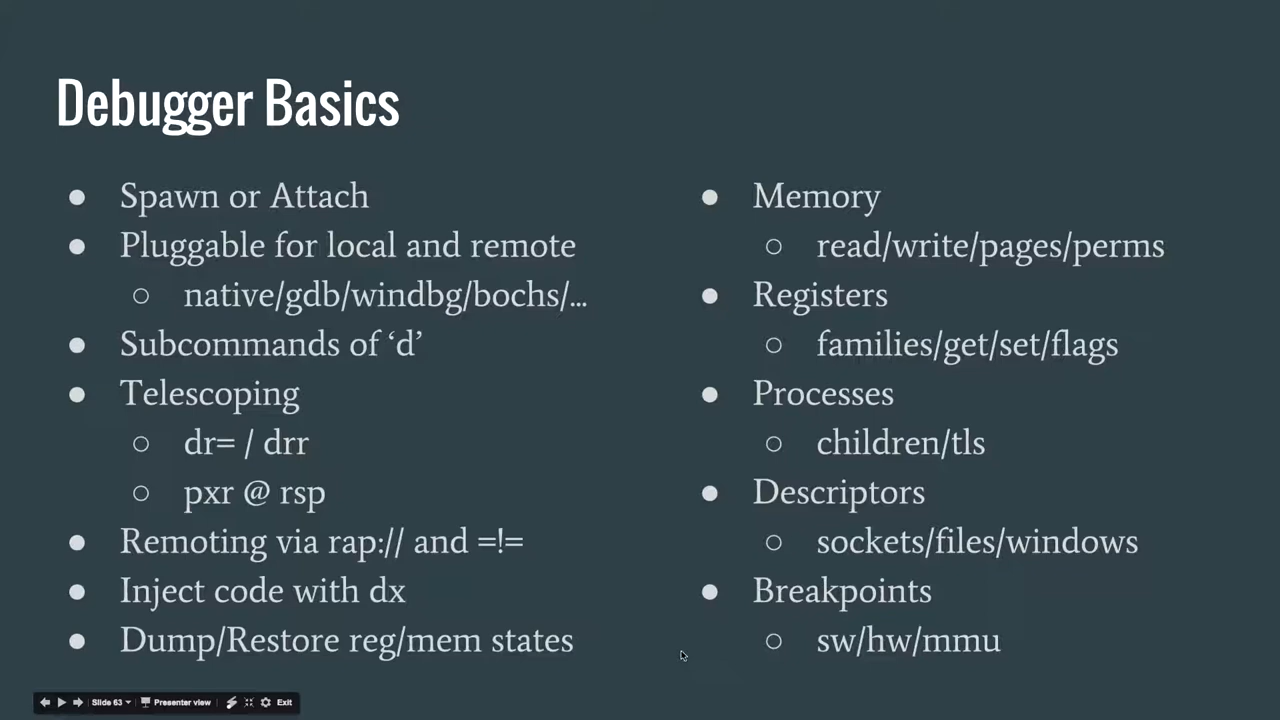 Debugger Basics
● Spawn or Attach
● Pluggable for local and remote
○ native/gdb/windbg/bochs/...
● Subcommands of ‘d’
● Telescoping
○ dr= / drr
○ pxr @ rsp
● Remoting via rap:// and =!=
● Inject code with dx
● Dump/Restore reg/mem states
● Memory
○ read/write/pages/perms
● Registers
○ families/get/set/flags
● Processes
○ children/tls
● Descriptors
○ sockets/files/windows
● Breakpoints
○ sw/hw/mmu
Slide 63 Presenter view Exit